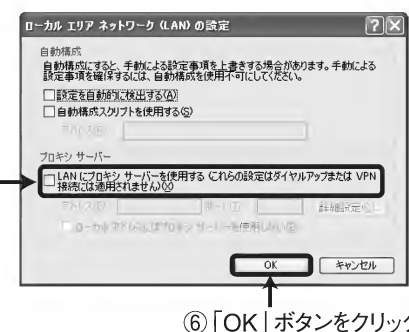 ローカル エリア ネットワーク (LAN) の設定
自動構成
自動構成にすると、手動による設定事項を上書きする場合があります。手動による
設定事項を確保するには、自動構成を使用不可にしてください。
設定を自動的に検出する(A)
自動構成スクリプトを使用する(S)
アドレス(R)
プロキシ サーバー
LAN にプロキシ サーバーを使用する (これらの設定はダイヤルアップまたは VPN
接続には適用されません)(X)
アドレス(E): ポート(T): 詳細設定(C)...
ローカル アドレスにはプロキシ サーバーを使用しない(B)
OK キャンセル
⑥「OK」ボタンをクリック